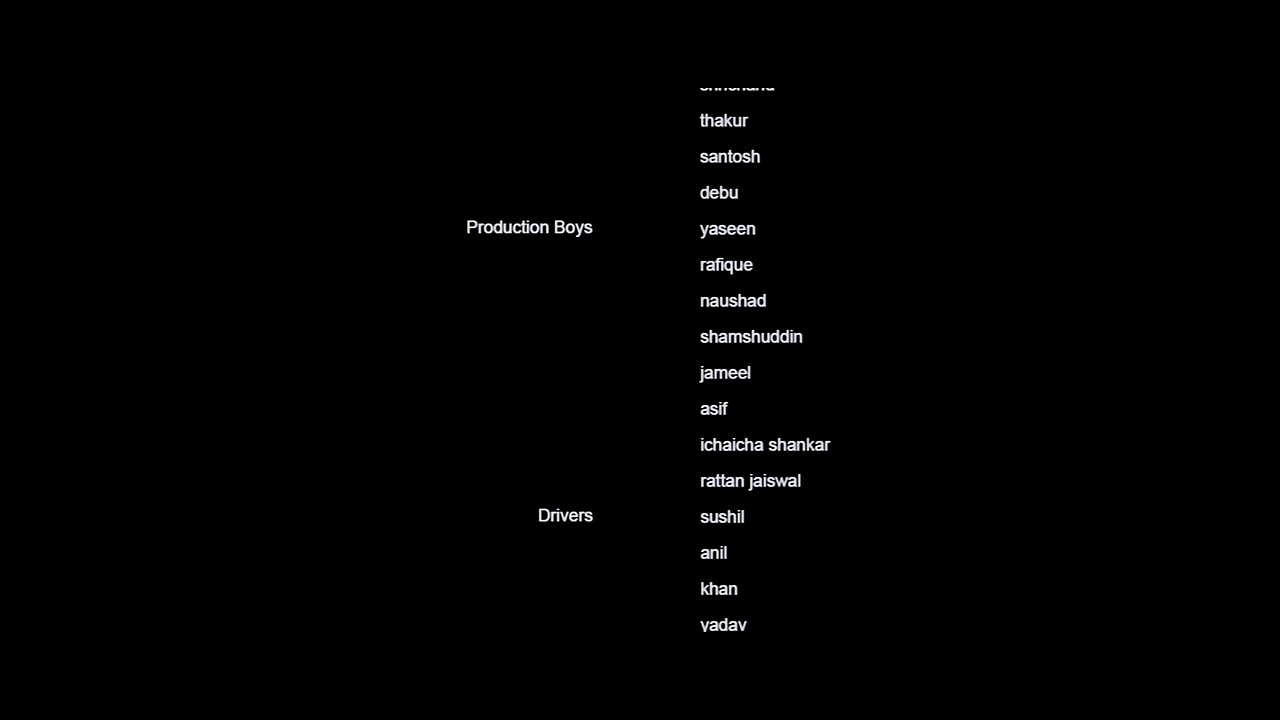 thakur
santosh
debu
Production Boys yaseen
rafique
naushad
shamshuddin
jameel
asif
ichaicha shankar
rattan jaiswal
Drivers sushil
anil
khan
yadav